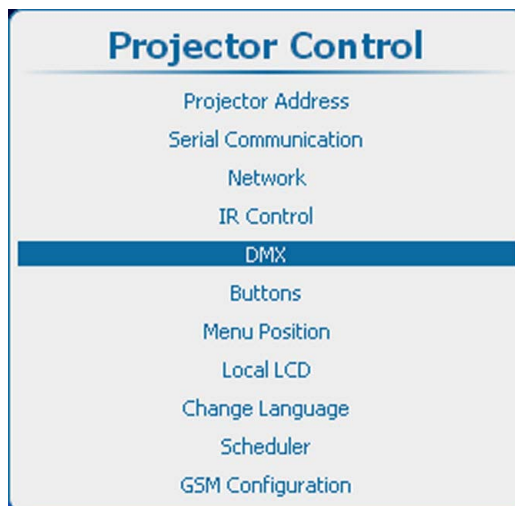 Projector Control
Projector Address
Serial Communication
Network
IR Control
DMX
Buttons
Menu Position
Local LCD
Change Language
Scheduler
GSM Configuration